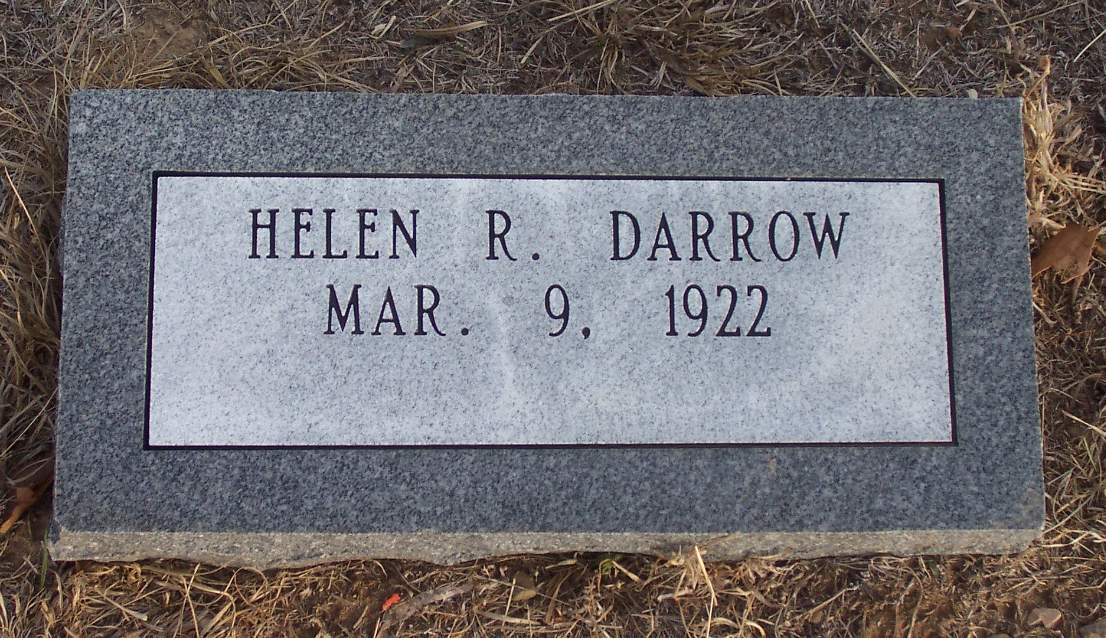 HELEN R. DARROW
MAR. 9, 1922